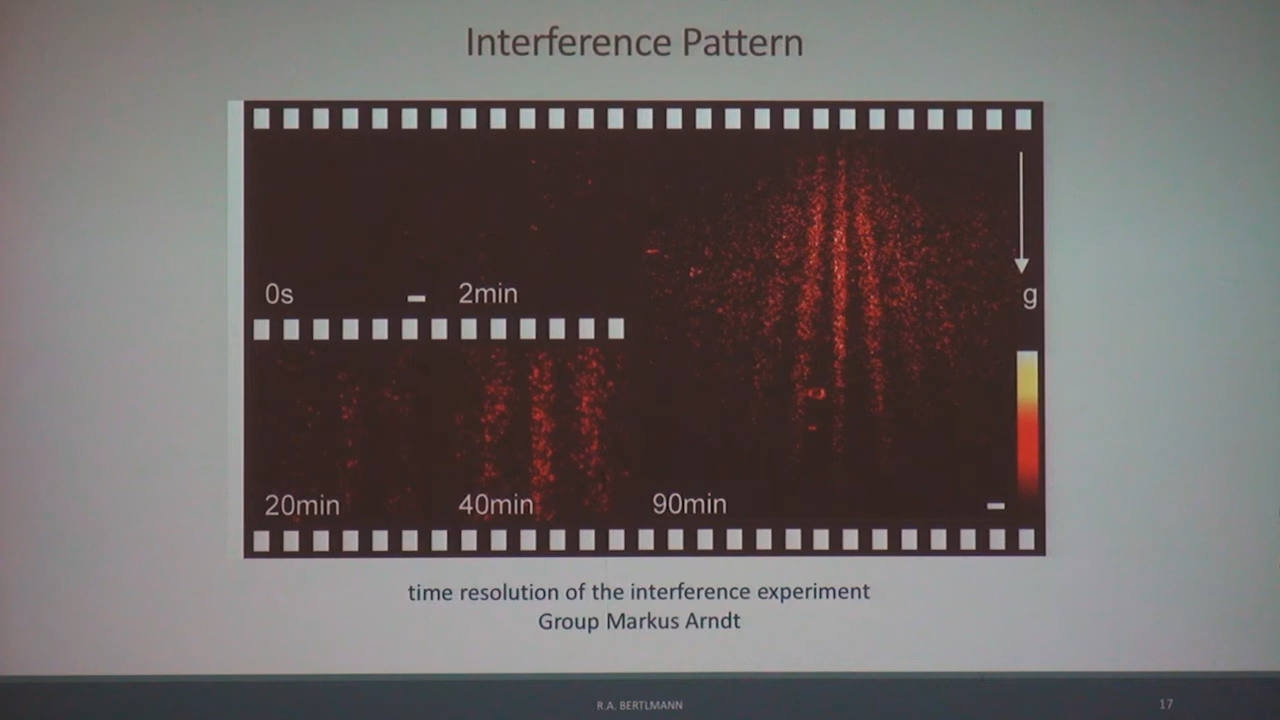 Interference Pattern
0s
2min
g
20min
40min
90min
time resolution of the interference experiment
Group Markus Arndt
R.A. BERTLMANN
17